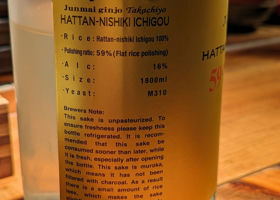 Junmai ginjo Takachiyo
HATTAN-NISHIKI ICHIGOU
・Rice : Hattan-nishiki Ichigou 100%
・Polishing ratio: 59% (Flat rice polishing)
・Alc: 16%
・Size: 1800ml
・Yeast: M310
Brewers Note:
This sake is unpasteurized. To
ensure freshness please keep this
bottle refrigerated. It is recom-
mended that this sake be
consumed sooner than later, while
it is fresh, especially after opening
the bottle. This sake is muroka,
which means it has not been
filtered with charcoal. As a result
there is a small amount of rice
lees, which makes the sake
HATTA
59